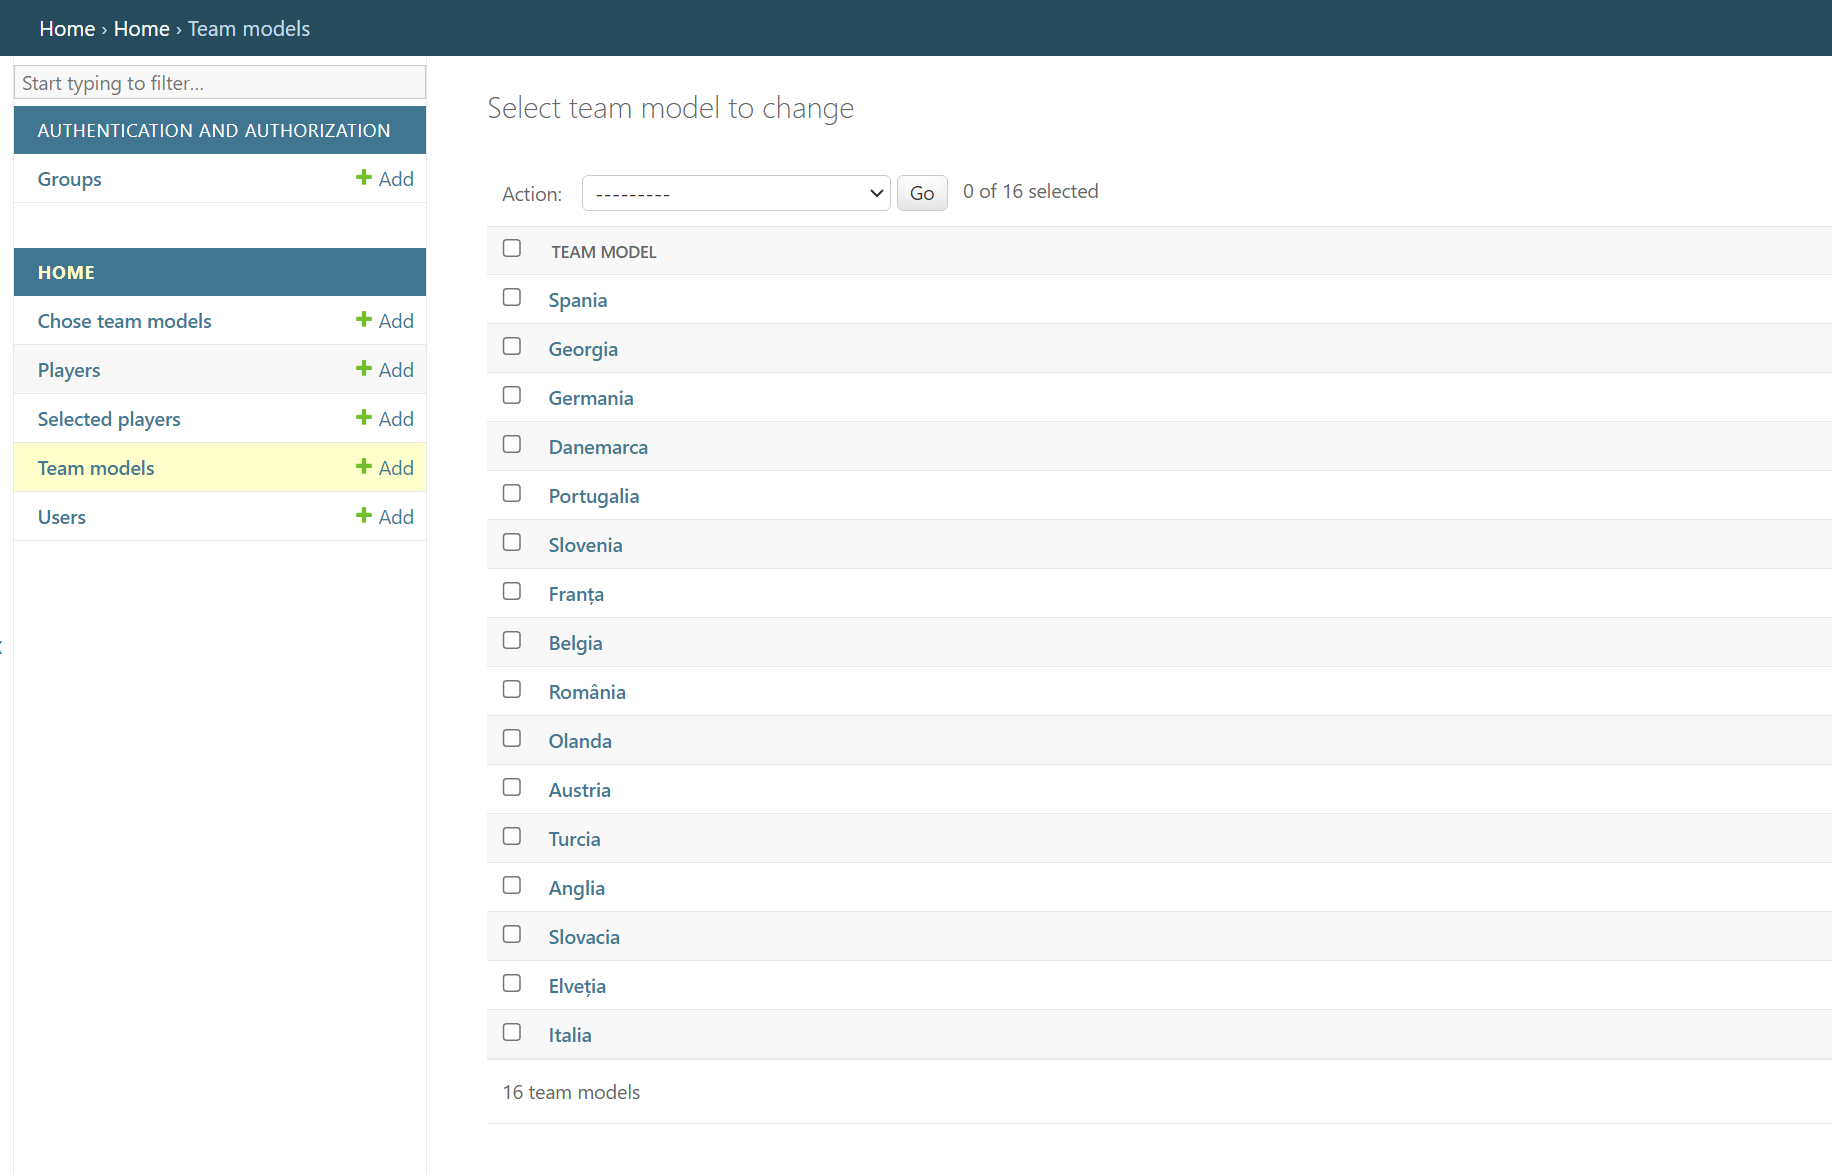 Home › Home › Team models
Start typing to filter...
AUTHENTICATION AND AUTHORIZATION
Groups + Add
HOME
Chose team models + Add
Players + Add
Selected players + Add
Team models + Add
Users + Add
Select team model to change
Action: --------- Go 0 of 16 selected
TEAM MODEL
Spania
Georgia
Germania
Danemarca
Portugalia
Slovenia
Franța
Belgia
România
Olanda
Austria
Turcia
Anglia
Slovacia
Elveția
Italia
16 team models